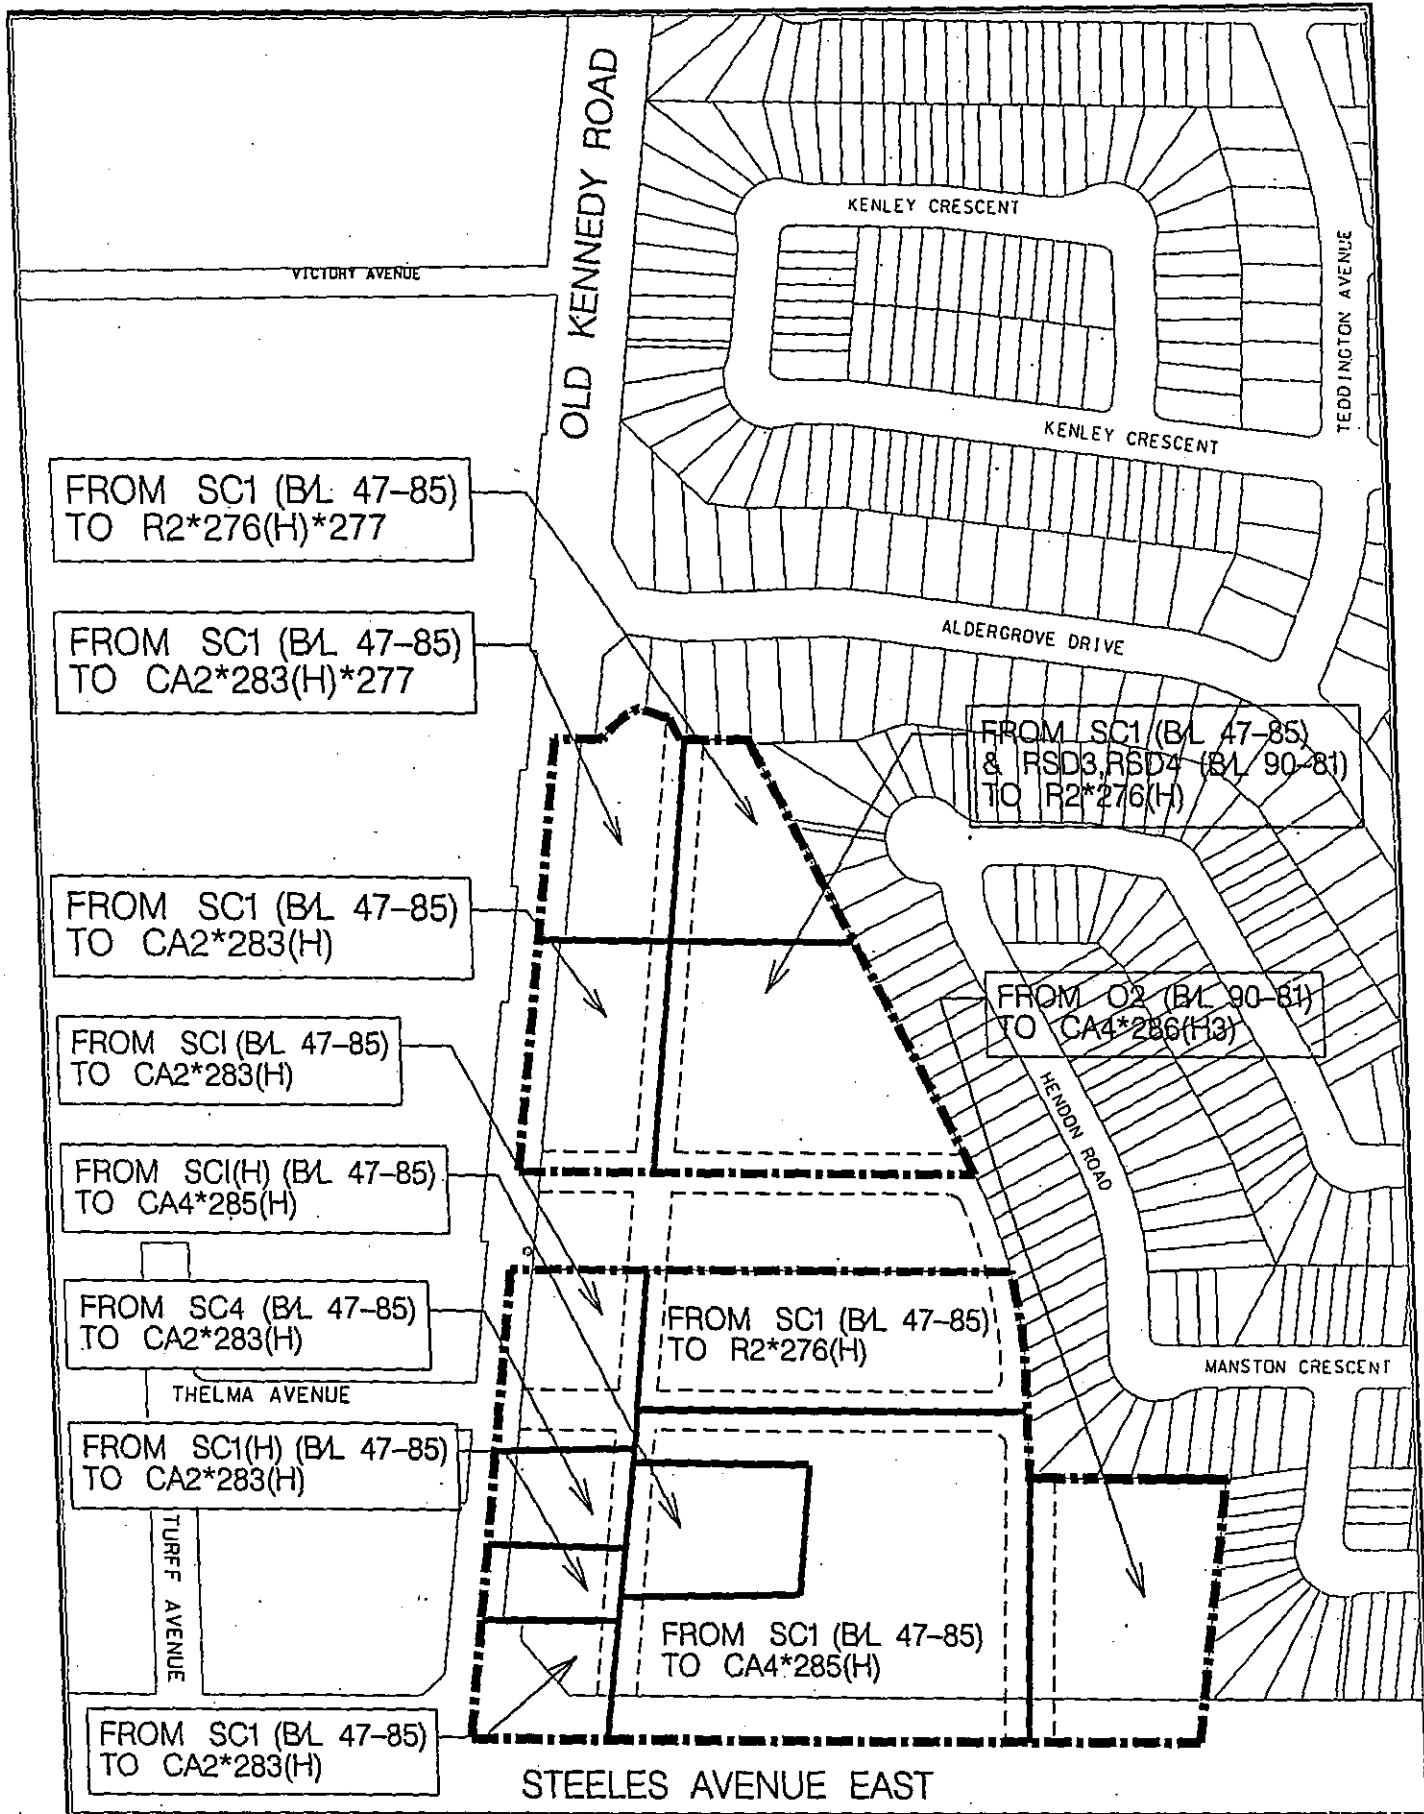 OLD KENNEDY ROAD
KENLEY CRESCENT
VICTORY AVENUE
TEDDINGTON AVENUE
KENLEY CRESCENT
FROM SC1 (B/L 47-85)
TO R2*276(H)*277
FROM SC1 (B/L 47-85)
TO CA2*283(H)*277
ALDERGROVE DRIVE
FROM SC1 (B/L 47-85)
& RSD3,RSD4 (B/L 90-81)
TO R2*276(H)
FROM SC1 (B/L 47-85)
TO CA2*283(H)
FROM O2 (B/L 90-81)
TO CA4*286(H3)
FROM SCI (B/L 47-85)
TO CA2*283(H)
HENDON ROAD
FROM SCI(H) (B/L 47-85)
TO CA4*285(H)
FROM SC4 (B/L 47-85)
TO CA2*283(H)
FROM SC1 (B/L 47-85)
TO R2*276(H)
MANSTON CRESCENT
THELMA AVENUE
FROM SC1(H) (B/L 47-85)
TO CA2*283(H)
TURFF AVENUE
FROM SC1 (B/L 47-85)
TO CA4*285(H)
FROM SC1 (B/L 47-85)
TO CA2*283(H)
STEELES AVENUE EAST